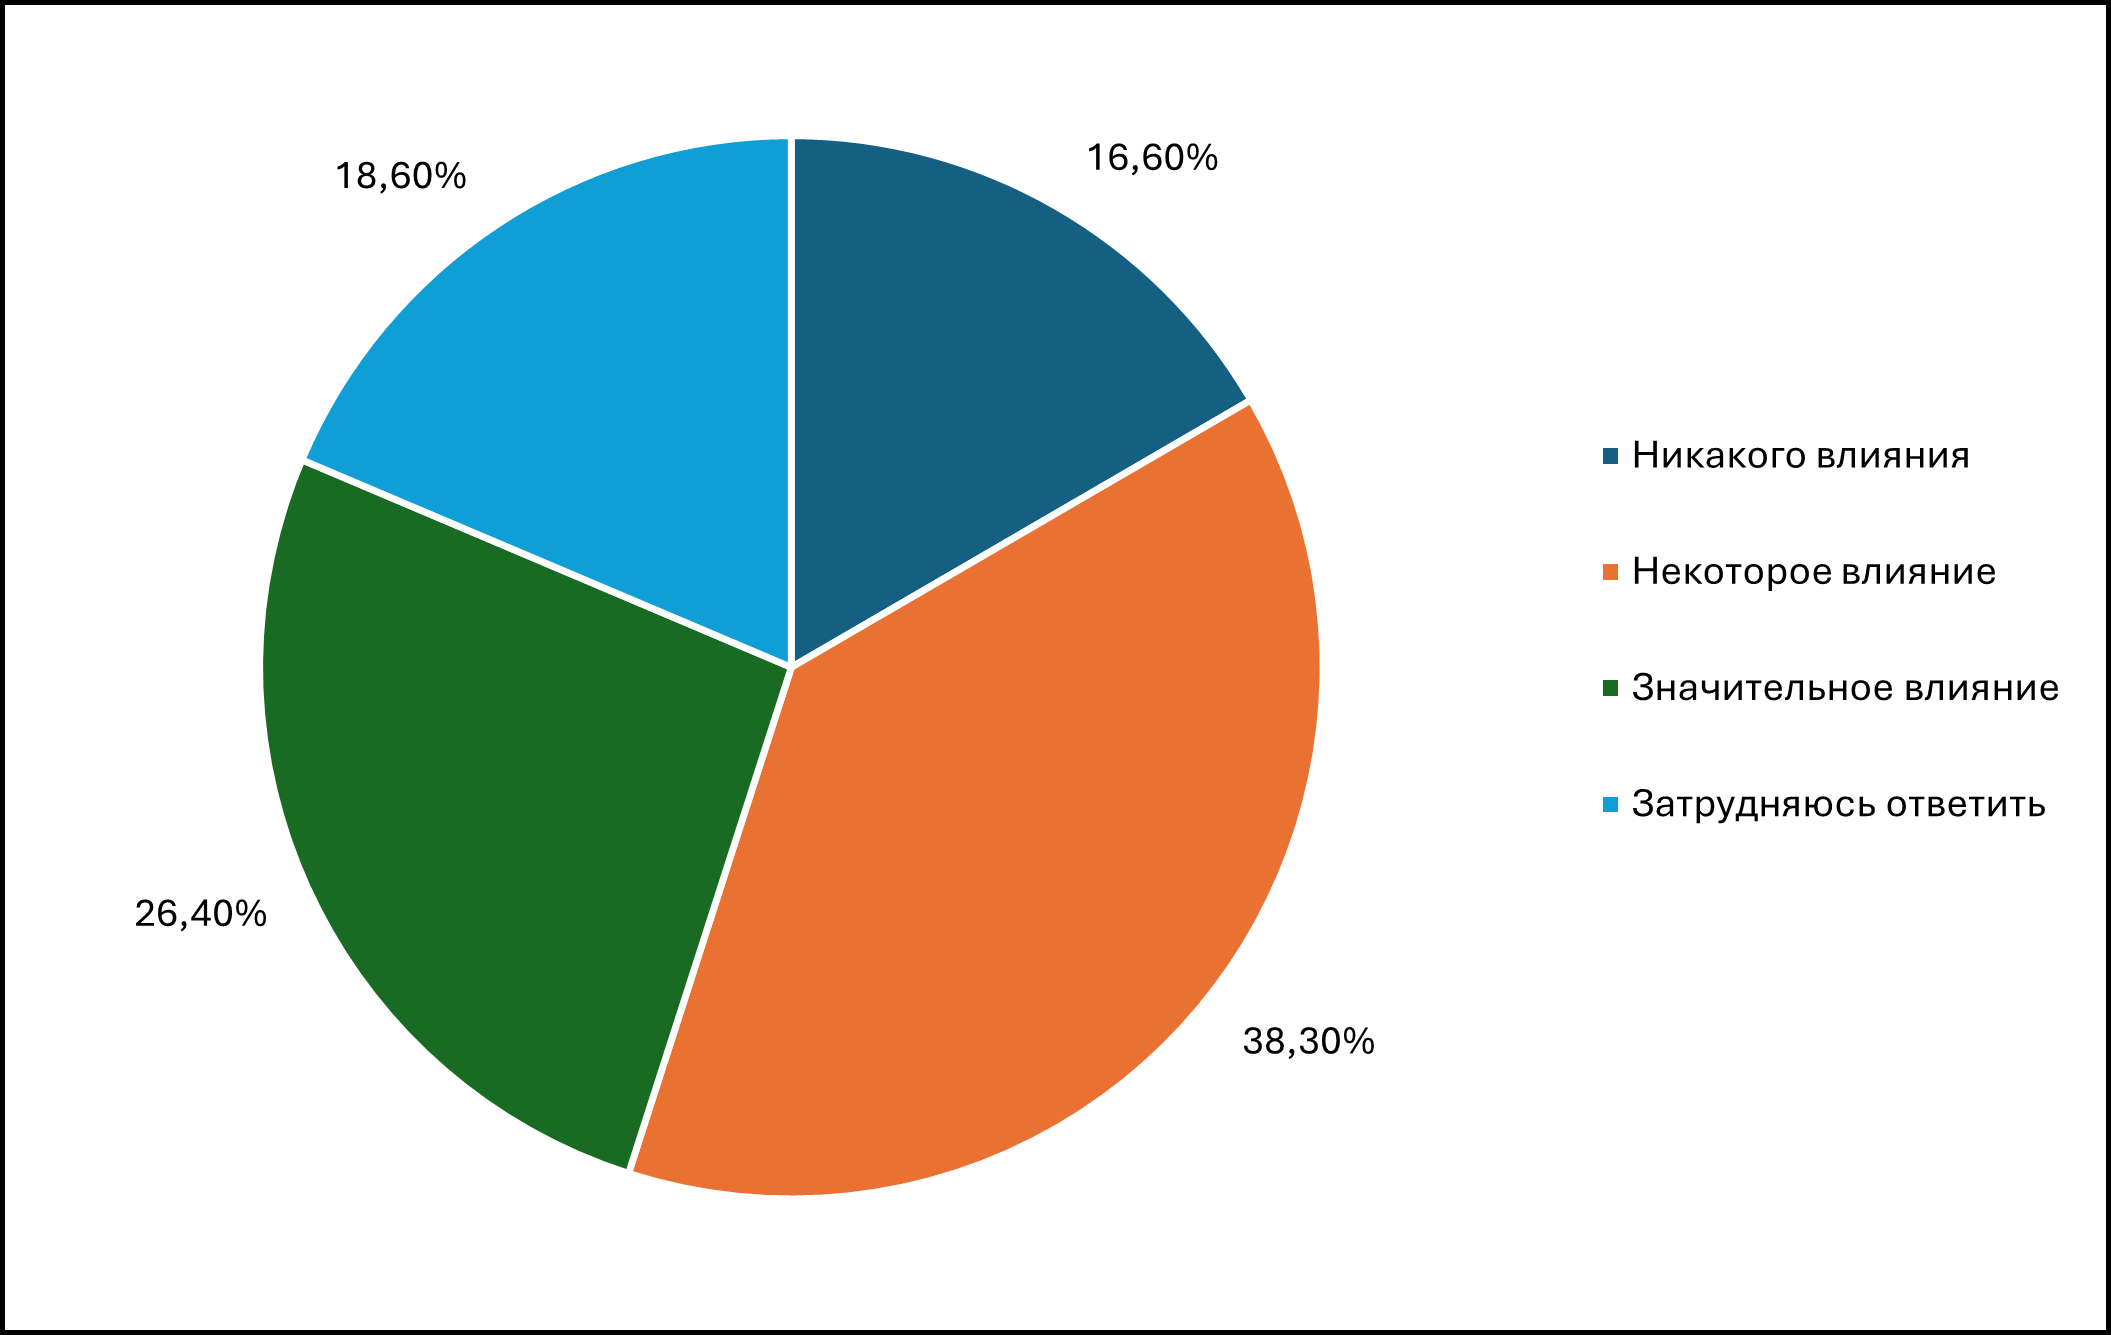 16,60%
18,60%
Никакого влияния
Некоторое влияние
Значительное влияние
Затрудняюсь ответить
26,40%
38,30%